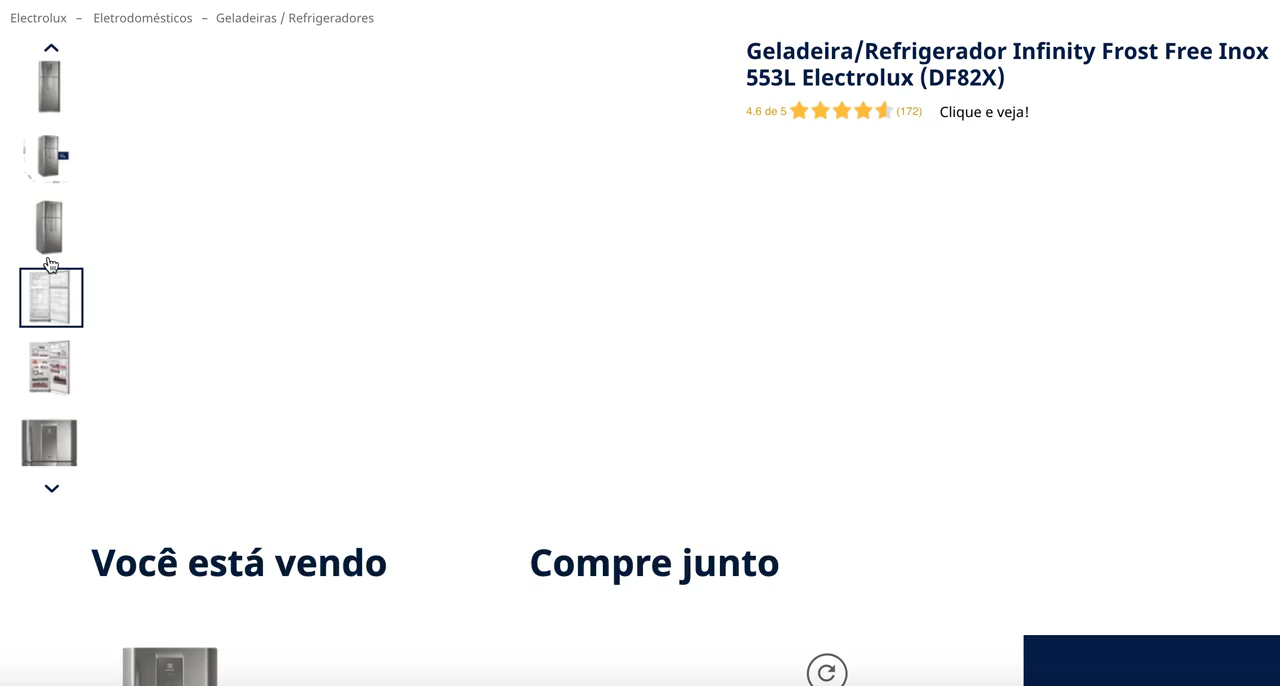 Electrolux – Eletrodomésticos – Geladeiras / Refrigeradores
Geladeira/Refrigerador Infinity Frost Free Inox
553L Electrolux (DF82X)
4.6 de 5 (172) Clique e veja!
Você está vendo
Compre junto